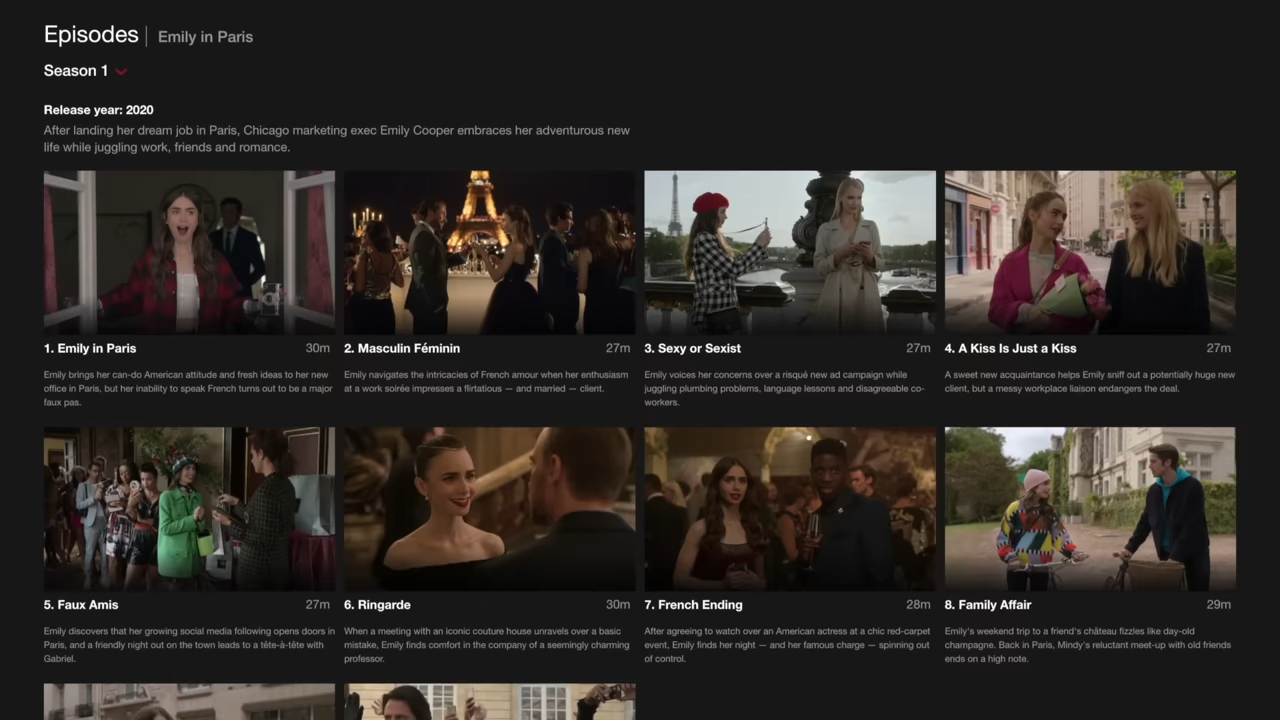 Episodes | Emily in Paris
Season 1
Release year: 2020
After landing her dream job in Paris, Chicago marketing exec Emily Cooper embraces her adventurous new
life while juggling work, friends and romance.
1. Emily in Paris 30m
Emily brings her can-do American attitude and fresh ideas to her new
office in Paris, but her inability to speak French turns out to be a major
faux pas.
2. Masculin Féminin 27m
Emily navigates the intricacies of French amour when her enthusiasm
at a work soirée impresses a flirtatious — and married — client.
3. Sexy or Sexist 27m
Emily voices her concerns over a risqué new ad campaign while
juggling plumbing problems, language lessons and disagreeable co-
workers.
4. A Kiss Is Just a Kiss 27m
A sweet new acquaintance helps Emily sniff out a potentially huge new
client, but a messy workplace liaison endangers the deal.
5. Faux Amis 27m
Emily discovers that her growing social media following opens doors in
Paris, and a friendly night out on the town leads to a tête-à-tête with
Gabriel.
6. Ringarde 30m
When a meeting with an iconic couture house unravels over a basic
mistake, Emily finds comfort in the company of a seemingly charming
professor.
7. French Ending 28m
After agreeing to watch over an American actress at a chic red-carpet
event, Emily finds her night — and her famous charge — spinning out
of control.
8. Family Affair 29m
Emily's weekend trip to a friend's château fizzles like day-old
champagne. Back in Paris, Mindy's reluctant meet-up with old friends
ends on a high note.